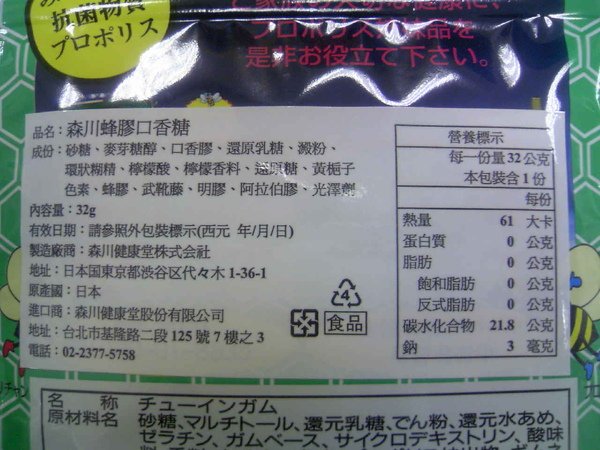 抗菌物質
プロポリス
プロポリス
是非お役立て下さい。
品名：森川蜂膠口香糖
成份：砂糖、麥芽糖醇、口香膠、還原乳糖、澱粉、
環狀糊精、檸檬酸、檸檬香料、還原糖、黃梔子
色素、蜂膠、武靴藤、明膠、阿拉伯膠、光澤劑
內容量：32g
有效日期：請參照外包裝標示(西元 年/月/日)
製造廠商：森川健康堂株式会社
地址：日本国東京都渋谷区代々木1-36-1
原產國：日本
進口商：森川健康堂股份有限公司
地址：台北市基隆路二段125號7樓之3
電話：02-2377-5758
4
食品
營養標示
每一份量32公克
本包裝含1份
每份
熱量 61 大卡
蛋白質 0 公克
脂肪 0 公克
飽和脂肪 0 公克
反式脂肪 0 公克
碳水化合物 21.8 公克
鈉 3 毫克
名 称 チューインガム
原材料名 砂糖、マルチトール、還元乳糖、でん粉、還元水あめ、
ゼラチン、ガムベース、サイクロデキストリン、酸味